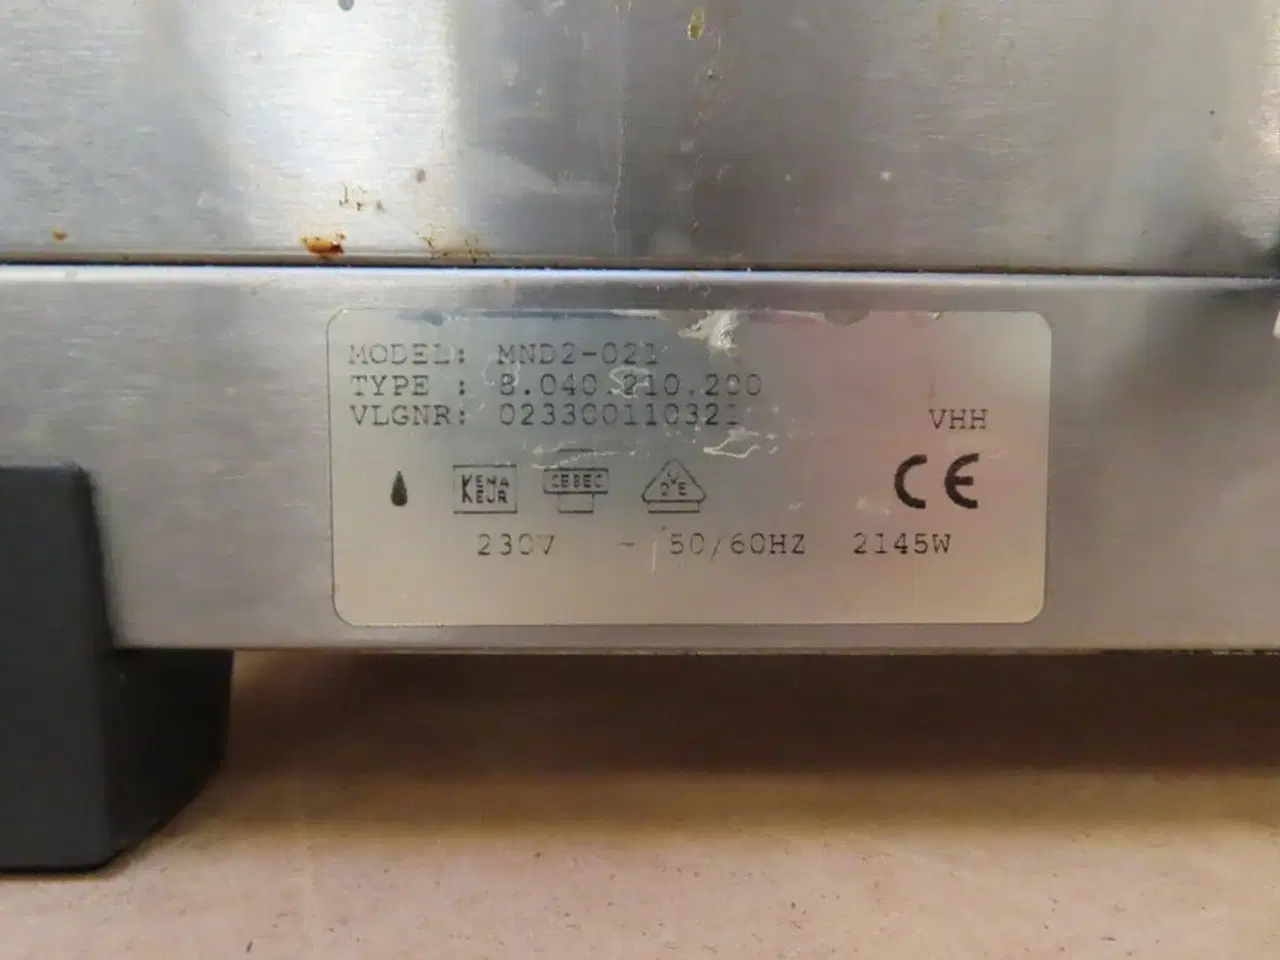 MODEL: MND2-021
TYPE : 8.040.210.200
VLGNR: 023300110321
VHH
KEMA KEUR
CEBEC
VDE
CE
230V ~ 50/60HZ 2145W